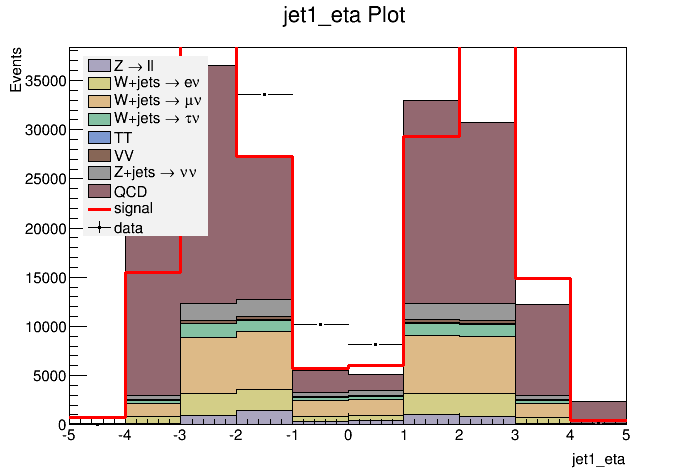 jet1_eta Plot
Events
35000
30000
25000
20000
15000
10000
5000
0
Z → ll
W+jets → eν
W+jets → μν
W+jets → τν
TT
VV
Z+jets → νν
QCD
signal
data
-5 -4 -3 -2 -1 0 1 2 3 4 5
jet1_eta